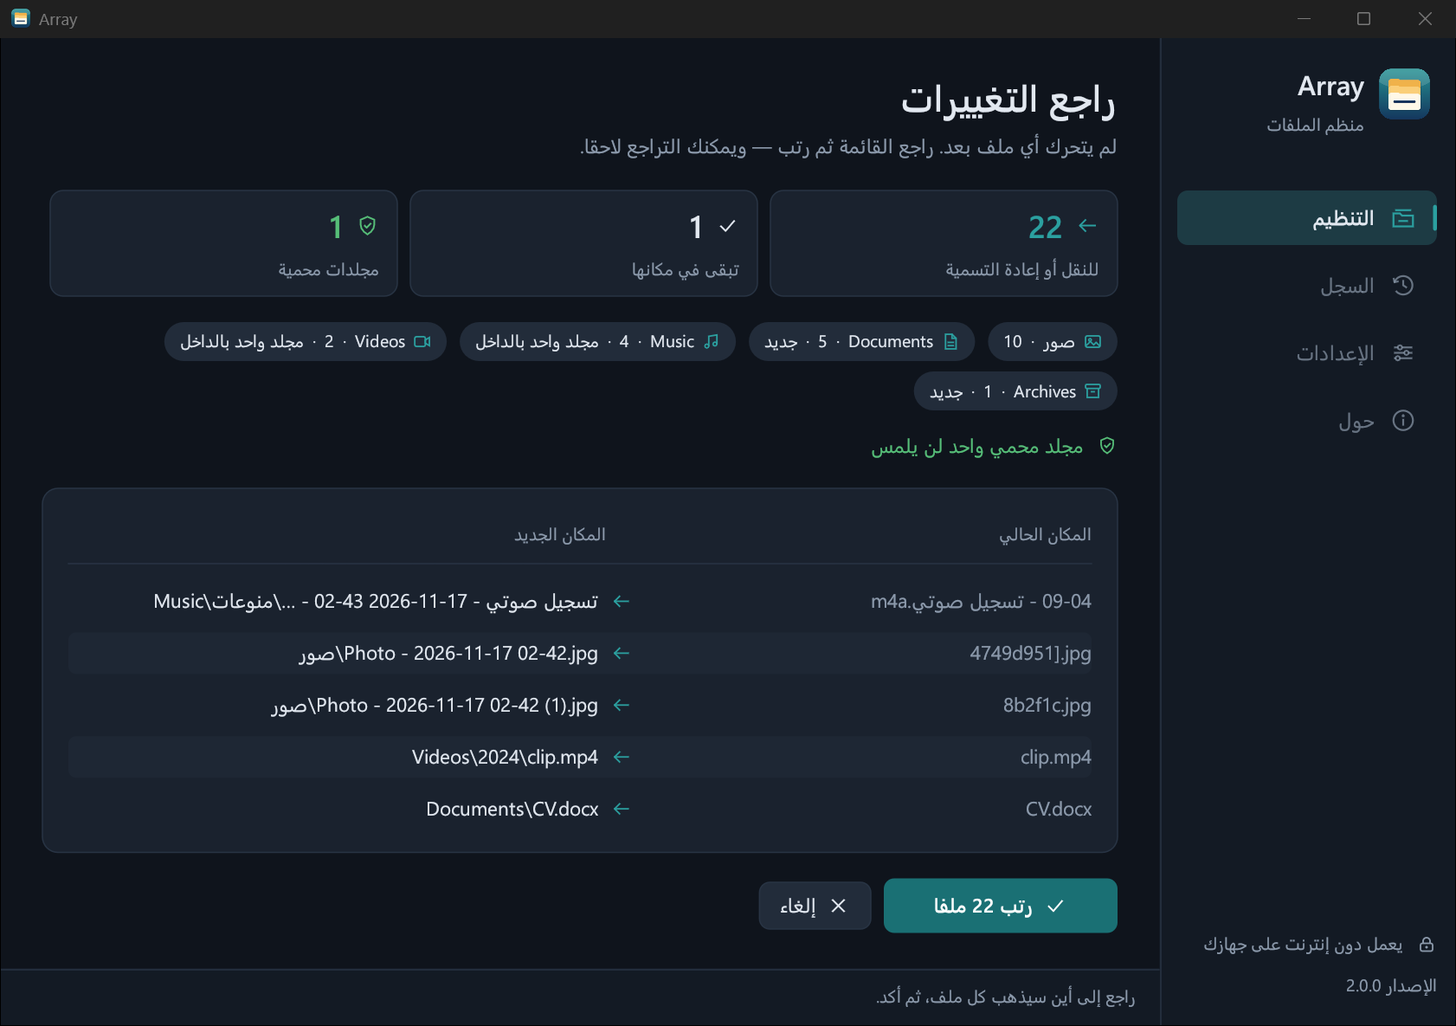 Array
Array
منظم الملفات
التنظيم
السجل
الإعدادات
حول
يعمل دون إنترنت على جهازك
الإصدار 2.0.0
راجع التغييرات
لم يتحرك أي ملف بعد. راجع القائمة ثم رتب — ويمكنك التراجع لاحقا.
22
للنقل أو إعادة التسمية
1
تبقى في مكانها
1
مجلدات محمية
صور · 10
Documents · 5 · جديد
Music · 4 · مجلد واحد بالداخل
Videos · 2 · مجلد واحد بالداخل
Archives · 1 · جديد
مجلد محمي واحد لن يلمس
المكان الحالي
المكان الجديد
09-04 - تسجيل صوتي.m4a
Music\منوعات\... - تسجيل صوتي - 2026-11-17 02-43
4749d951].jpg
صور\Photo - 2026-11-17 02-42.jpg
8b2f1c.jpg
صور\Photo - 2026-11-17 02-42 (1).jpg
clip.mp4
Videos\2024\clip.mp4
CV.docx
Documents\CV.docx
رتب 22 ملفا
إلغاء
راجع إلى أين سيذهب كل ملف، ثم أكد.